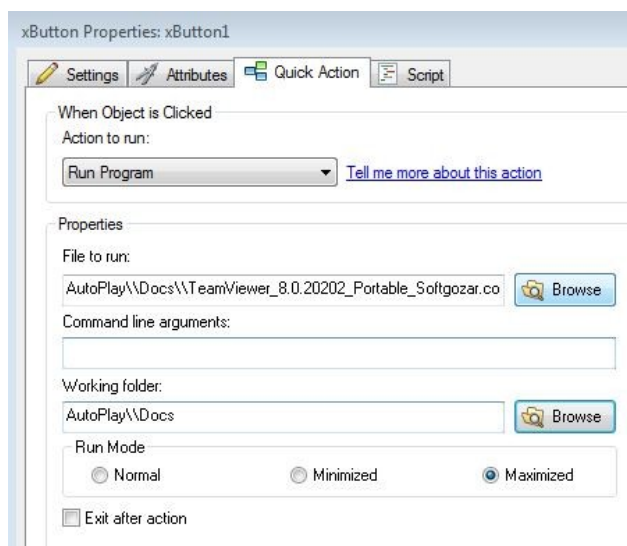 xButton Properties: xButton1
Settings Attributes Quick Action Script
When Object is Clicked
Action to run:
Run Program Tell me more about this action
Properties
File to run:
AutoPlay\\Docs\\TeamViewer_8.0.20202_Portable_Softgozar.co Browse
Command line arguments:
Working folder:
AutoPlay\\Docs Browse
Run Mode
Normal Minimized Maximized
Exit after action